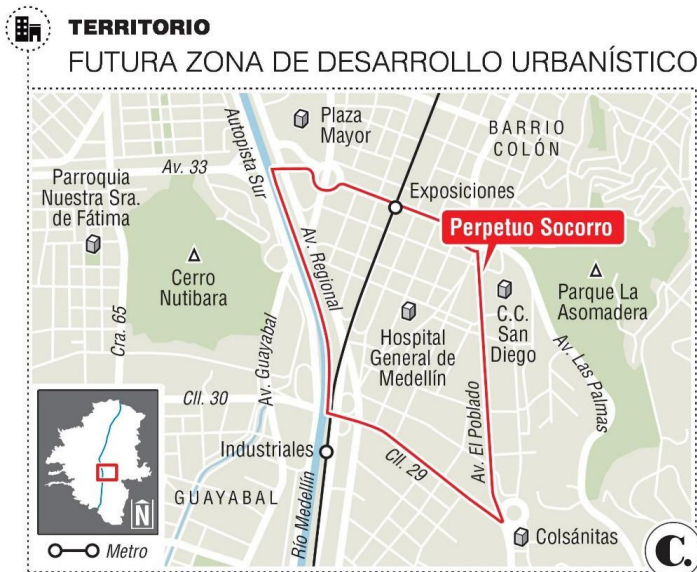 TERRITORIO
FUTURA ZONA DE DESARROLLO URBANÍSTICO
Autopista Sur
Plaza
Mayor
BARRIO
COLÓN
Av. 33
Parroquia
Nuestra Sra.
de Fátima
Exposiciones
Perpetuo Socorro
Cerro
Nutibara
Av. Regional
Parque La
Asomadera
C.C.
San
Diego
Hospital
General de
Medellín
Cra. 65
Av. Guayabal
Av. Las Palmas
Av. El Poblado
Cll. 30
Industriales
Cll. 29
GUAYABAL
Río Medellín
N
Metro
Colsánitas
C.